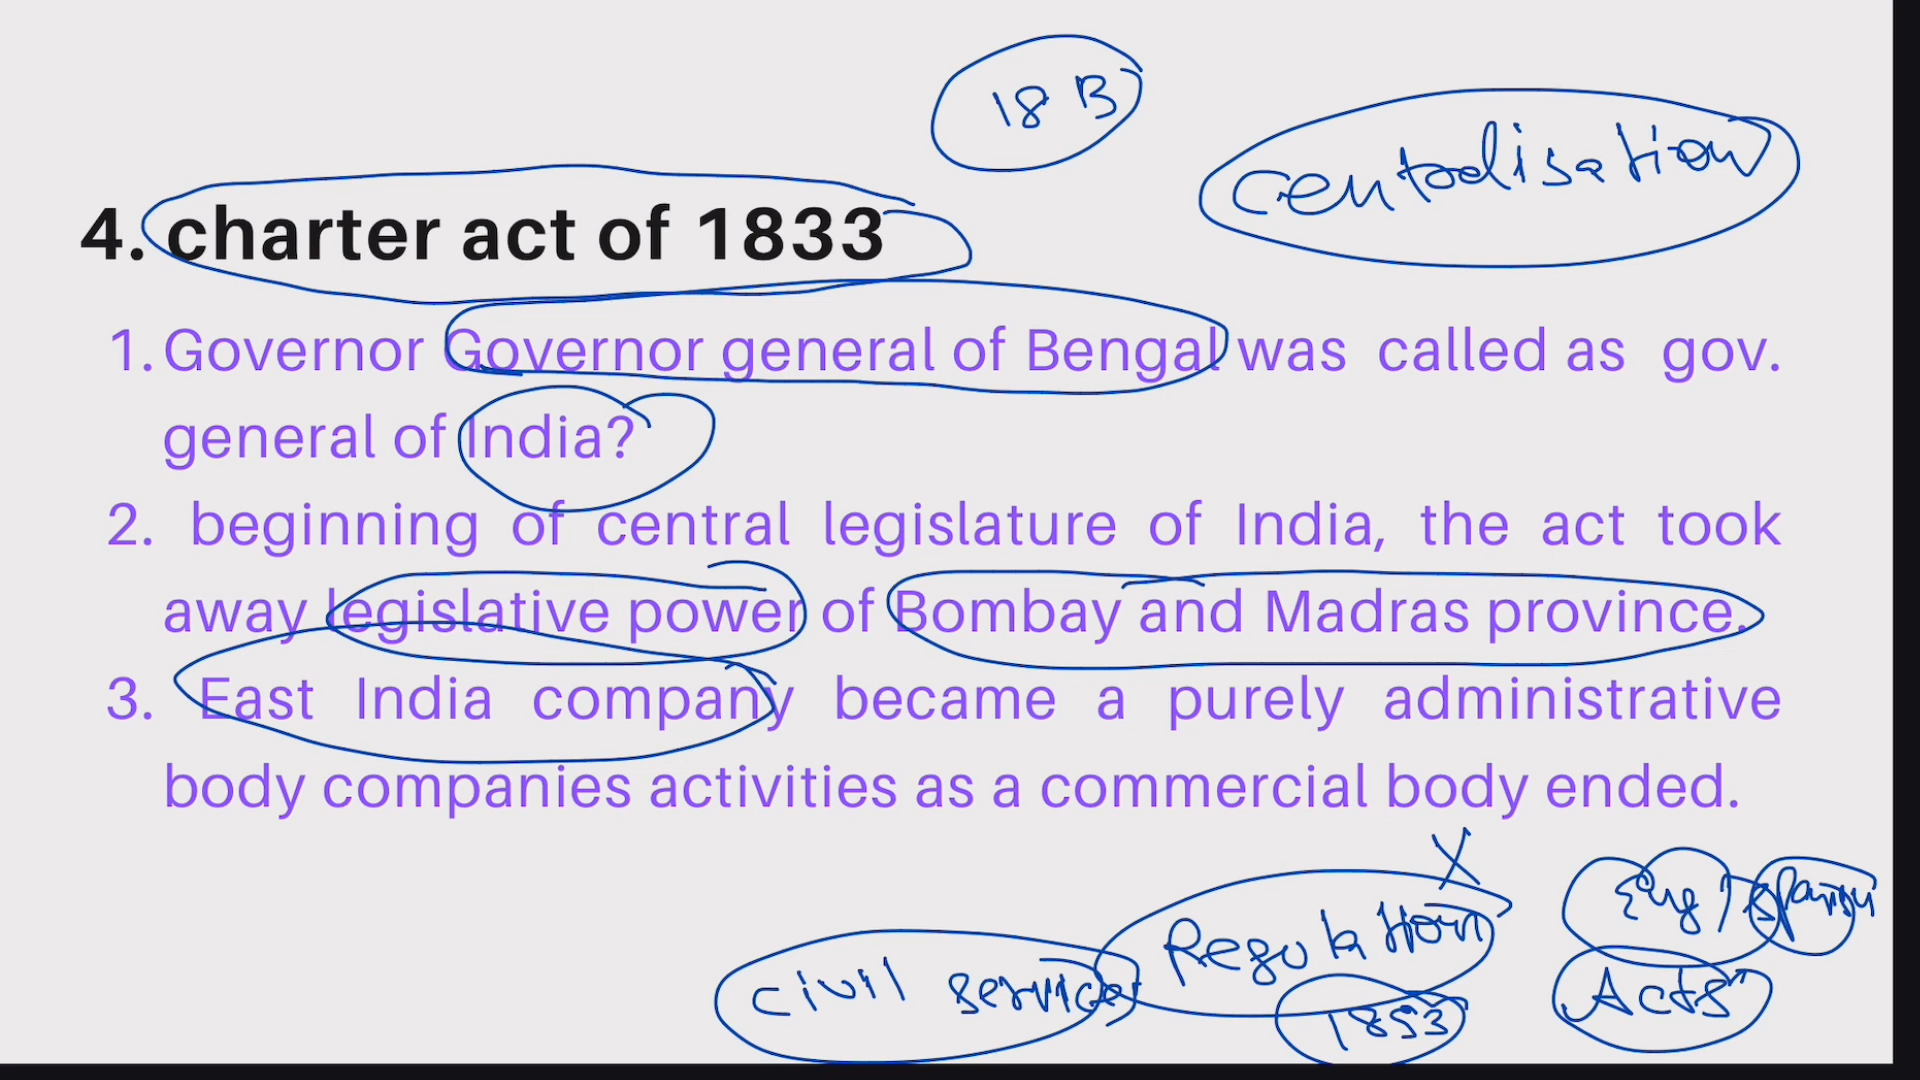 18 B
centralisation
4. charter act of 1833
1. Governor Governor general of Bengal was called as gov.
general of India?
2. beginning of central legislature of India, the act took
away legislative power of Bombay and Madras province.
3. East India company became a purely administrative
body companies activities as a commercial body ended.
X
civil services Regulation
1853
Acts